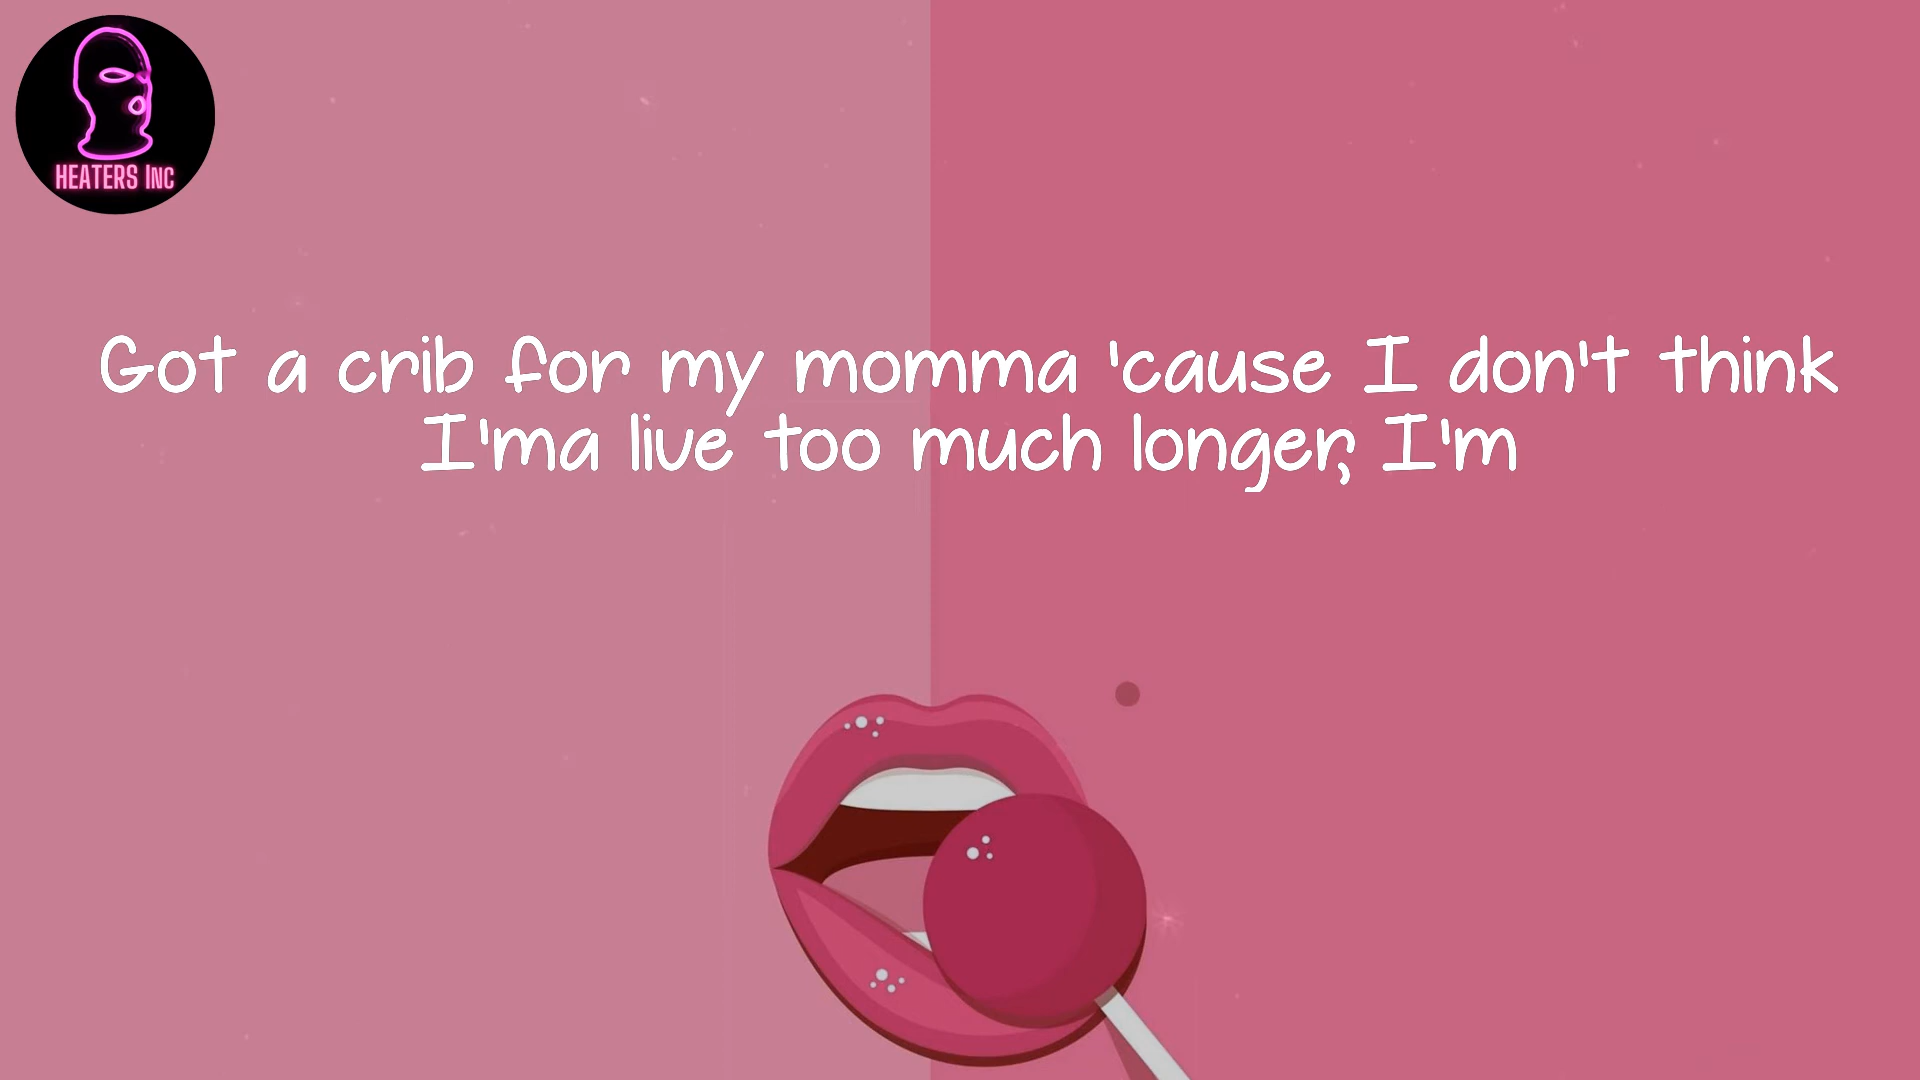 HEATERS INC
Got a crib for my momma 'cause I don't think
I'ma live too much longer, I'm